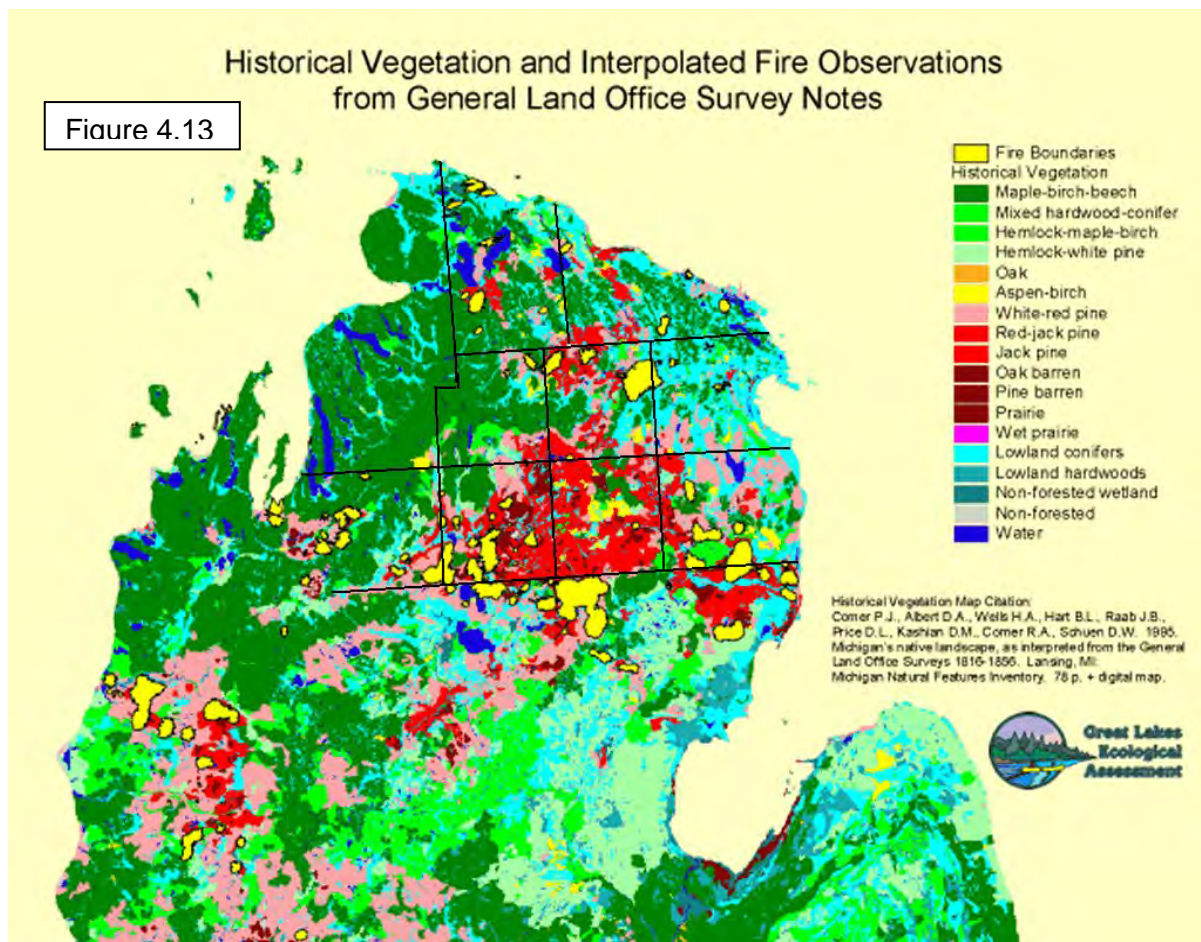 Historical Vegetation and Interpolated Fire Observations
from General Land Office Survey Notes
Figure 4.13
Fire Boundaries
Historical Vegetation
Maple-birch-beech
Mixed hardwood-conifer
Hemlock-maple-birch
Hemlock-white pine
Oak
Aspen-birch
White-red pine
Red-jack pine
Jack pine
Oak barren
Pine barren
Prairie
Wet prairie
Lowland conifers
Lowland hardwoods
Non-forested wetland
Non-forested
Water
Historical Vegetation Map Citation:
Comer P.J., Albert D.A., Wells H.A., Hart B.L., Raab J.B.,
Price D.L., Kashian D.M., Corner R.A., Schuen D.W. 1995.
Michigan's native landscape, as interpreted from the General
Land Office Surveys 1816-1856. Lansing, MI:
Michigan Natural Features Inventory. 78 p. + digital map.
Great Lakes
Ecological
Assessment